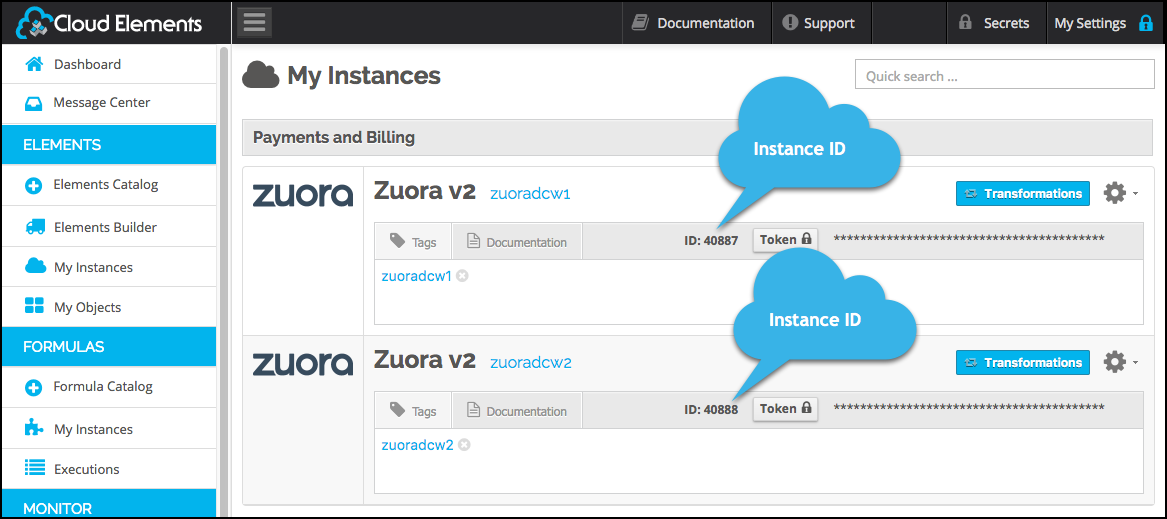 Cloud Elements
Documentation
Support
Secrets
My Settings
Dashboard
Message Center
ELEMENTS
Elements Catalog
Elements Builder
My Instances
My Objects
FORMULAS
Formula Catalog
My Instances
Executions
MONITOR
My Instances
Quick search ...
Payments and Billing
Instance ID
zuora
Zuora v2 zuoradcw1
Transformations
Tags
Documentation
ID: 40887
Token
*****************************************
zuoradcw1
Instance ID
zuora
Zuora v2 zuoradcw2
Transformations
Tags
Documentation
ID: 40888
Token
*****************************************
zuoradcw2